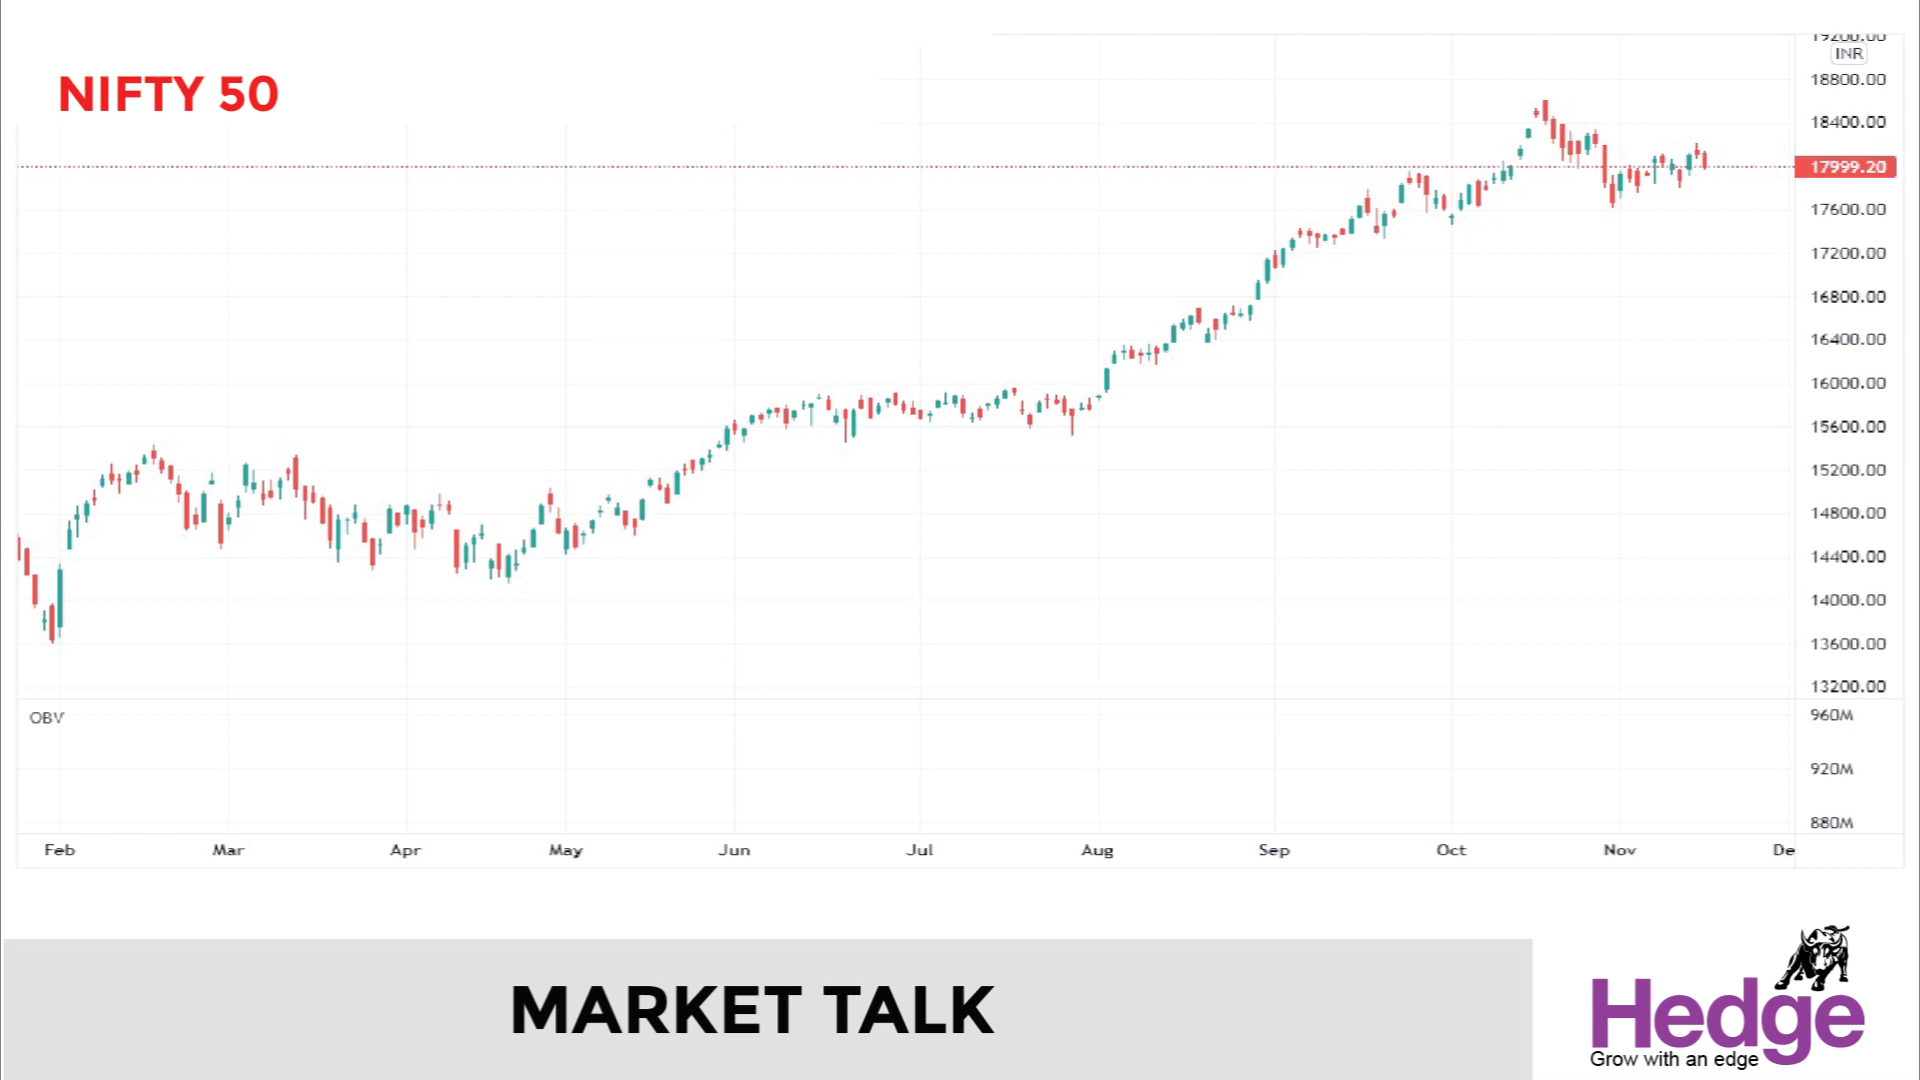 NIFTY 50
19200.00
INR
18800.00
18400.00
17999.20
17600.00
17200.00
16800.00
16400.00
16000.00
15600.00
15200.00
14800.00
14400.00
14000.00
13600.00
13200.00
OBV
960M
920M
880M
Feb Mar Apr May Jun Jul Aug Sep Oct Nov De
MARKET TALK
Hedge
Grow with an edge